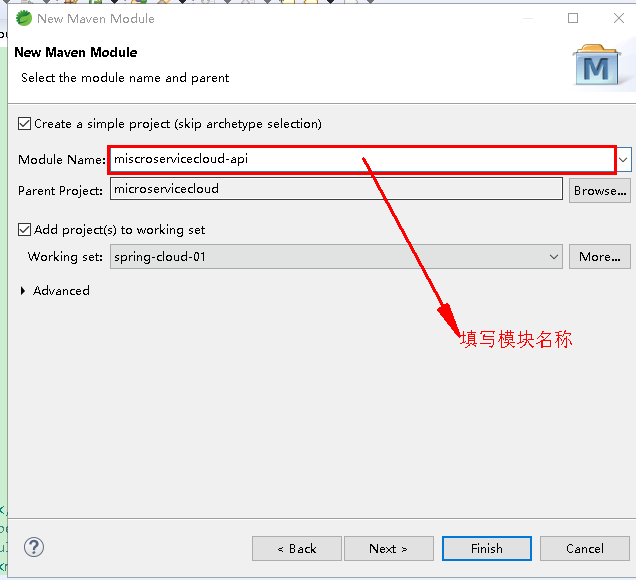 New Maven Module
New Maven Module
Select the module name and parent
M
Create a simple project (skip archetype selection)
Module Name: miscroservicecloud-api
Parent Project: microservicecloud Browse...
Add project(s) to working set
Working set: spring-cloud-01 More...
Advanced
填写模块名称
? < Back Next > Finish Cancel